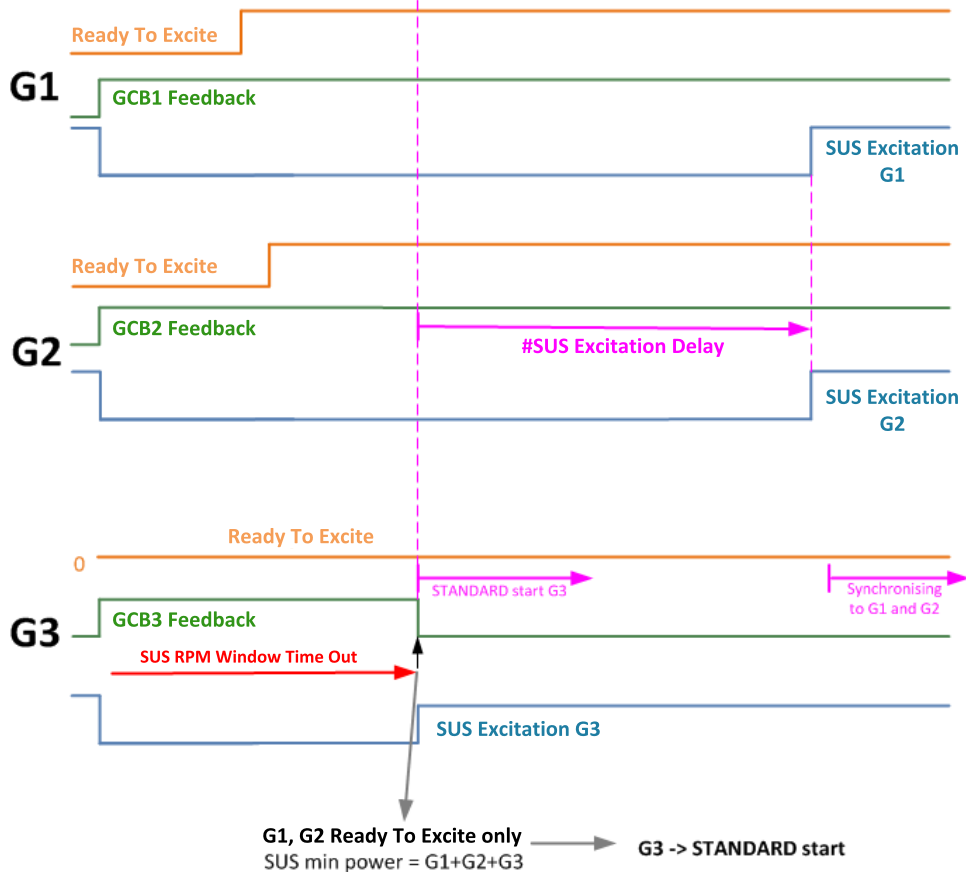 Ready To Excite
G1
GCB1 Feedback
SUS Excitation
G1
Ready To Excite
GCB2 Feedback
G2
#SUS Excitation Delay
SUS Excitation
G2
Ready To Excite
0
STANDARD start G3
Synchronising
to G1 and G2
GCB3 Feedback
G3
SUS RPM Window Time Out
SUS Excitation G3
G1, G2 Ready To Excite only
SUS min power = G1+G2+G3
G3 -> STANDARD start